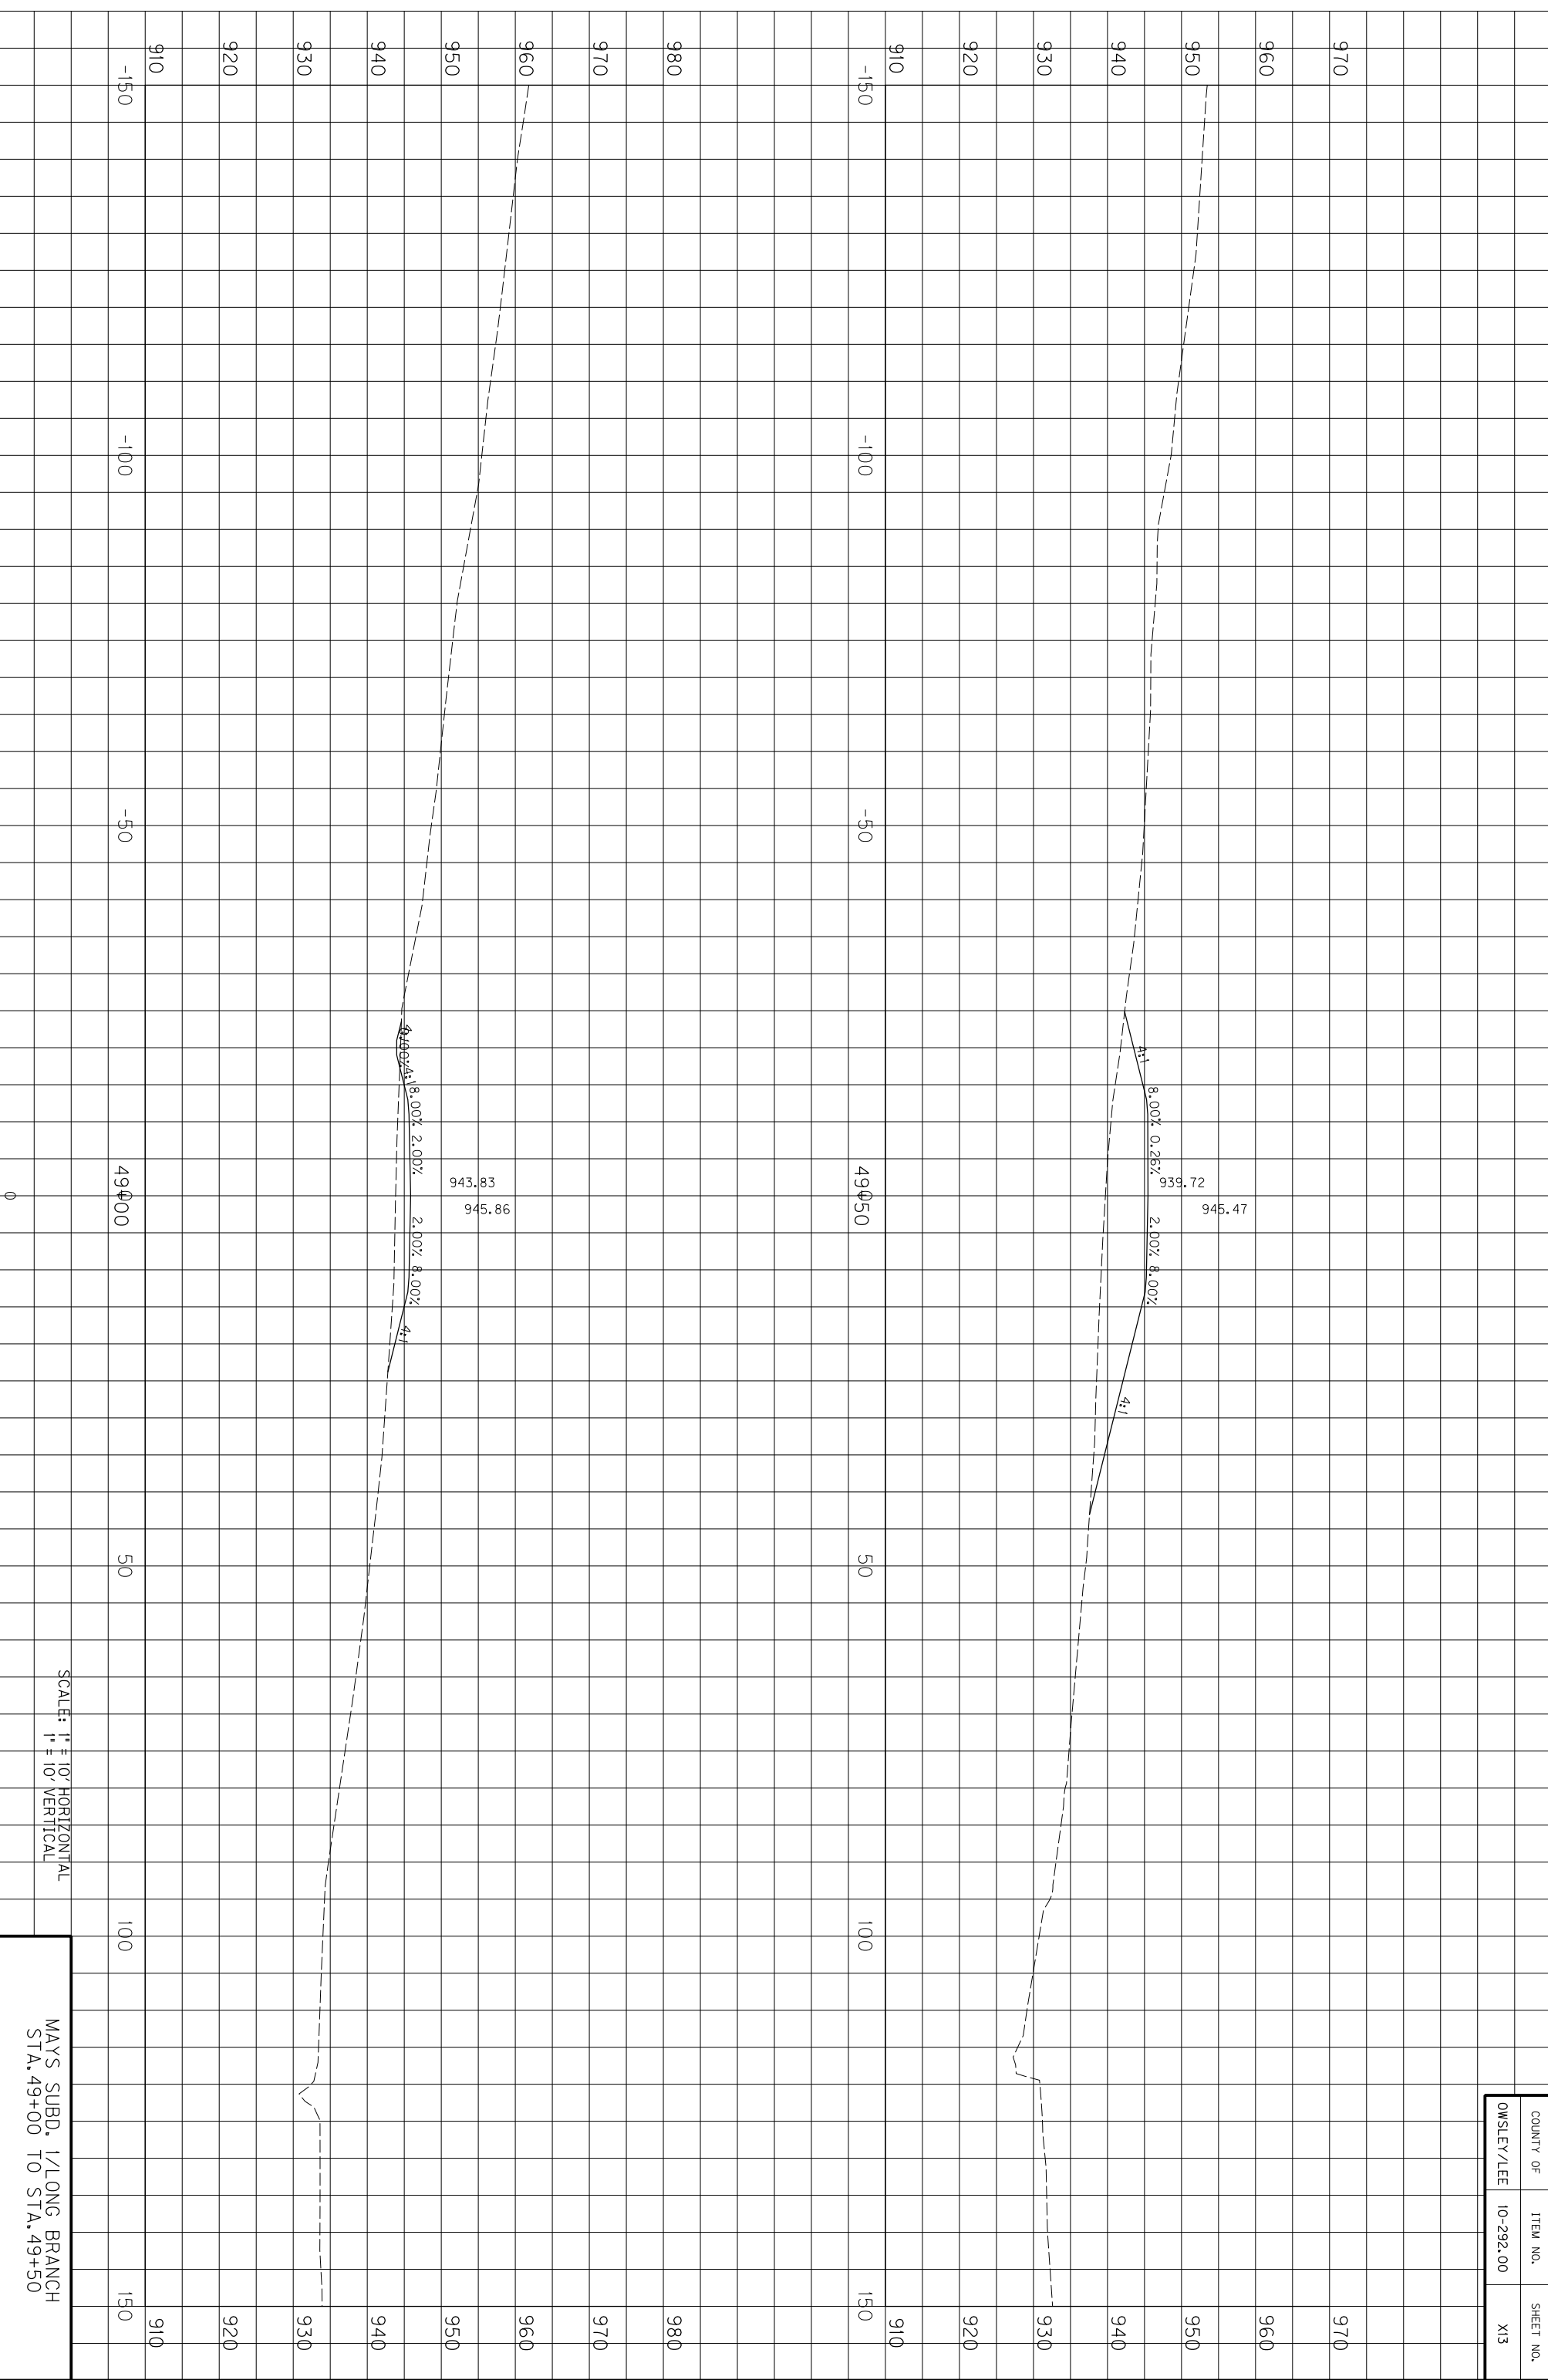 COUNTY OF ITEM NO. SHEET NO.
OWSLEY/LEE 10-292.00 X13
970 970
960 960
950 950
940 940
930 930
920 920
910 910
945.47
939.72
8.00% 0.26% 2.00% 8.00%
4:1 4:1
-150 -100 -50 49+50 50 100 150
980 980
970 970
960 960
950 950
940 940
930 930
920 920
910 910
945.86
943.83
4:1 8.00% 2.00% 2.00% 8.00%
4:1
-150 -100 -50 49+00 50 100 150
0
SCALE: 1" = 10' HORIZONTAL
1" = 10' VERTICAL
MAYS SUBD. 1/LONG BRANCH
STA. 49+00 TO STA. 49+50